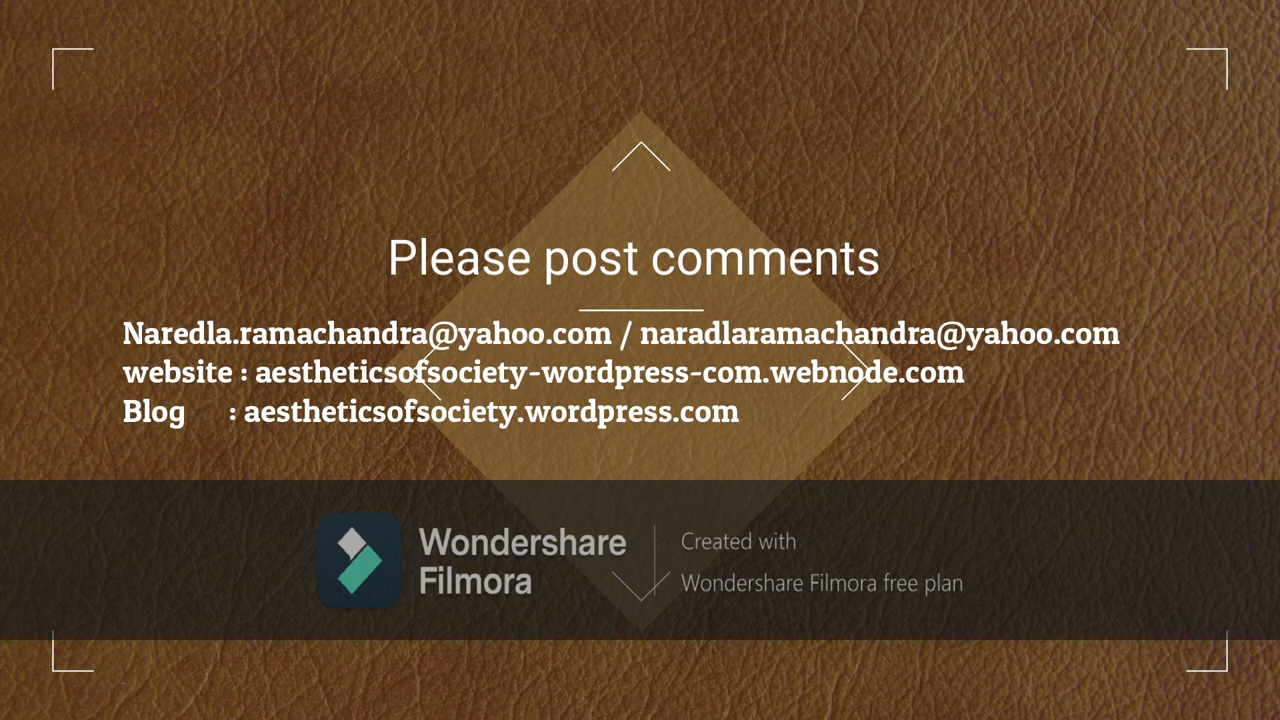 Please post comments
Naredla.ramachandra@yahoo.com / naradlaramachandra@yahoo.com
website : aestheticsofsociety-wordpress-com.webnode.com
Blog : aestheticsofsociety.wordpress.com
Wondershare
Filmora
Created with
Wondershare Filmora free plan